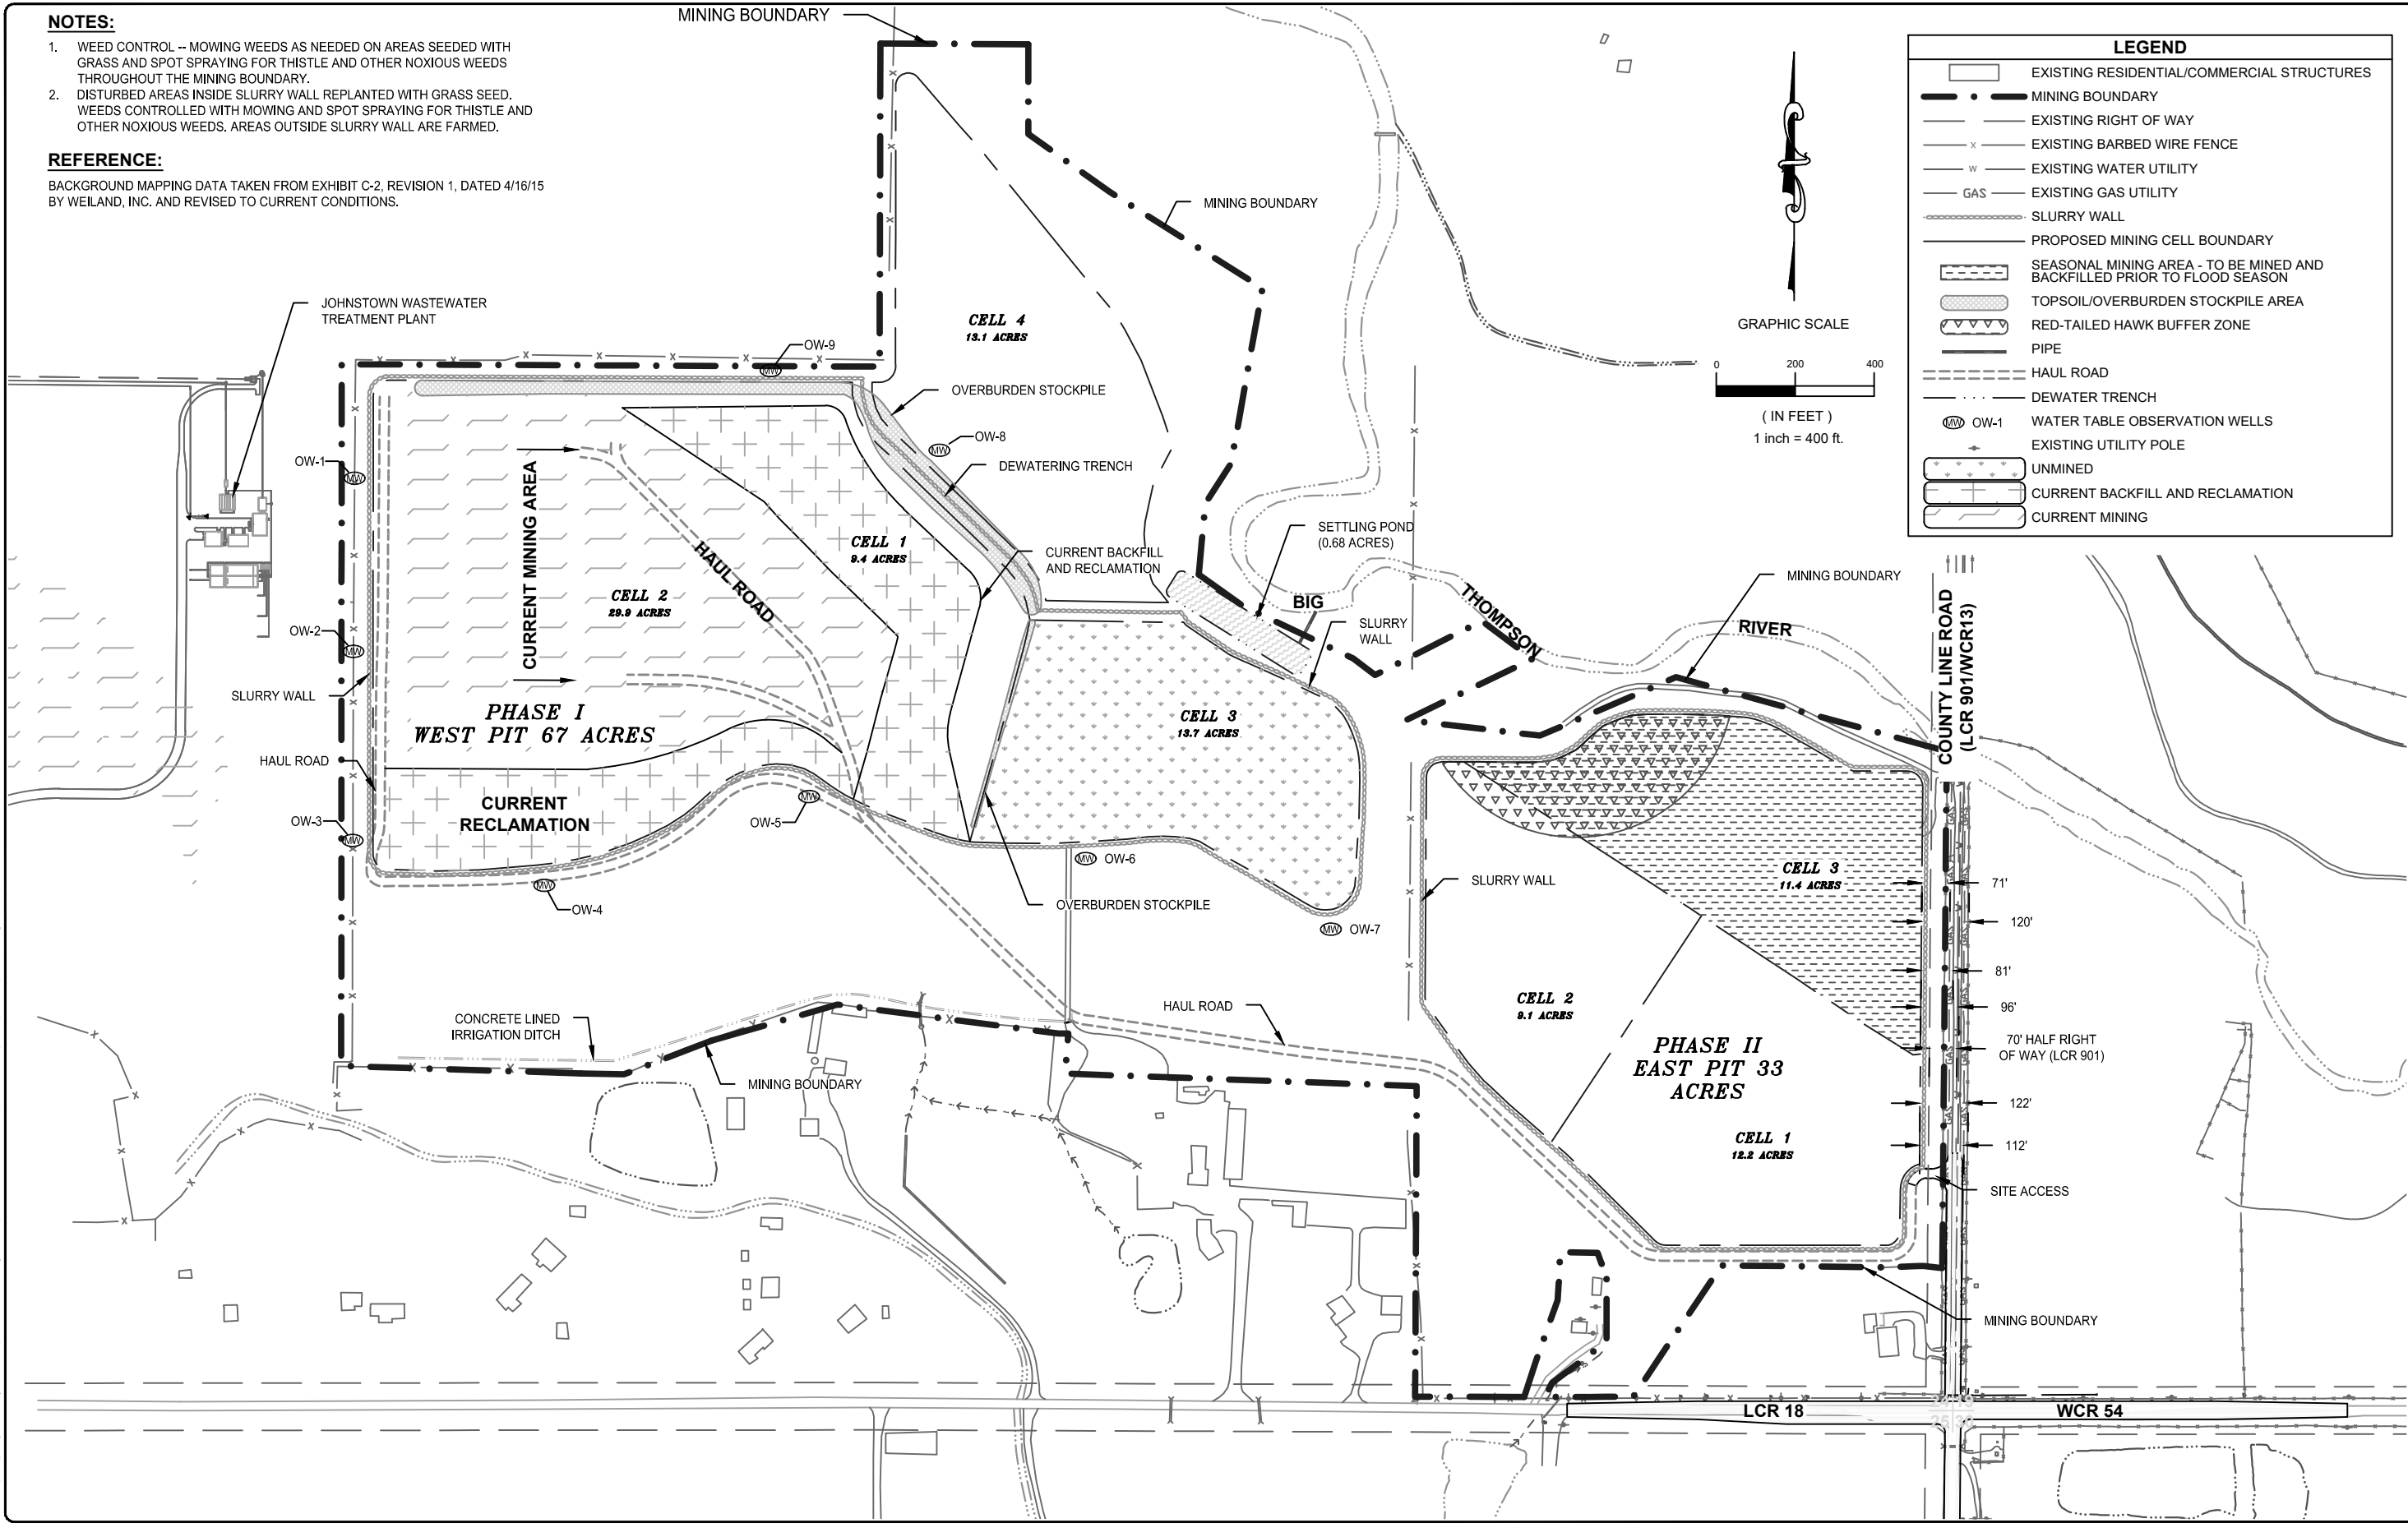 NOTES:
1. WEED CONTROL -- MOWING WEEDS AS NEEDED ON AREAS SEEDED WITH
GRASS AND SPOT SPRAYING FOR THISTLE AND OTHER NOXIOUS WEEDS
THROUGHOUT THE MINING BOUNDARY.
2. DISTURBED AREAS INSIDE SLURRY WALL REPLANTED WITH GRASS SEED.
WEEDS CONTROLLED WITH MOWING AND SPOT SPRAYING FOR THISTLE AND
OTHER NOXIOUS WEEDS. AREAS OUTSIDE SLURRY WALL ARE FARMED.
REFERENCE:
BACKGROUND MAPPING DATA TAKEN FROM EXHIBIT C-2, REVISION 1, DATED 4/16/15
BY WEILAND, INC. AND REVISED TO CURRENT CONDITIONS.
MINING BOUNDARY
MINING BOUNDARY
GRAPHIC SCALE
0 200 400
( IN FEET )
1 inch = 400 ft.
LEGEND
EXISTING RESIDENTIAL/COMMERCIAL STRUCTURES
MINING BOUNDARY
EXISTING RIGHT OF WAY
X EXISTING BARBED WIRE FENCE
W EXISTING WATER UTILITY
GAS EXISTING GAS UTILITY
SLURRY WALL
PROPOSED MINING CELL BOUNDARY
SEASONAL MINING AREA - TO BE MINED AND
BACKFILLED PRIOR TO FLOOD SEASON
TOPSOIL/OVERBURDEN STOCKPILE AREA
RED-TAILED HAWK BUFFER ZONE
PIPE
HAUL ROAD
DEWATER TRENCH
MW OW-1 WATER TABLE OBSERVATION WELLS
EXISTING UTILITY POLE
UNMINED
CURRENT BACKFILL AND RECLAMATION
CURRENT MINING
JOHNSTOWN WASTEWATER
TREATMENT PLANT
OW-9
MW
CELL 4
13.1 ACRES
OVERBURDEN STOCKPILE
OW-8
MW
DEWATERING TRENCH
OW-1
MW
CURRENT MINING AREA
HAUL ROAD
CELL 1
9.4 ACRES
CURRENT BACKFILL
AND RECLAMATION
SETTLING POND
(0.68 ACRES)
CELL 2
29.9 ACRES
BIG
THOMPSON
RIVER
MINING BOUNDARY
COUNTY LINE ROAD
(LCR 901/WCR13)
OW-2
MW
SLURRY
WALL
SLURRY WALL
PHASE I
WEST PIT 67 ACRES
CELL 3
13.7 ACRES
HAUL ROAD
CURRENT
RECLAMATION
OW-3
MW
OW-5
MW
MW OW-6
OW-4
MW
OVERBURDEN STOCKPILE
MW OW-7
SLURRY WALL
CELL 3
11.4 ACRES
71'
120'
81'
96'
70' HALF RIGHT
OF WAY (LCR 901)
122'
112'
CELL 2
9.1 ACRES
PHASE II
EAST PIT 33
ACRES
CELL 1
12.2 ACRES
HAUL ROAD
CONCRETE LINED
IRRIGATION DITCH
MINING BOUNDARY
SITE ACCESS
MINING BOUNDARY
LCR 18
WCR 54